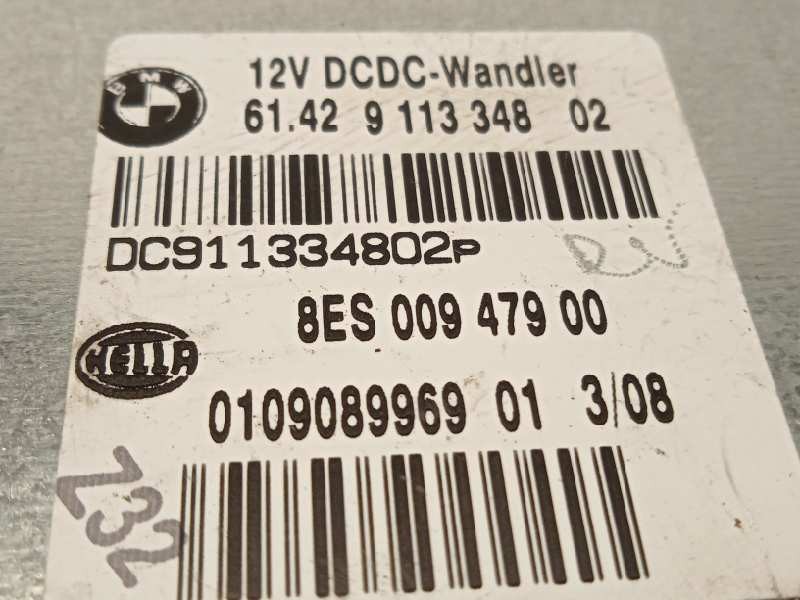 BMW
12V DCDC-Wandler
61.42 9 113 348 02
DC911334802P
8ES 009 479 00
HELLA
0109089969 01 3/08
232